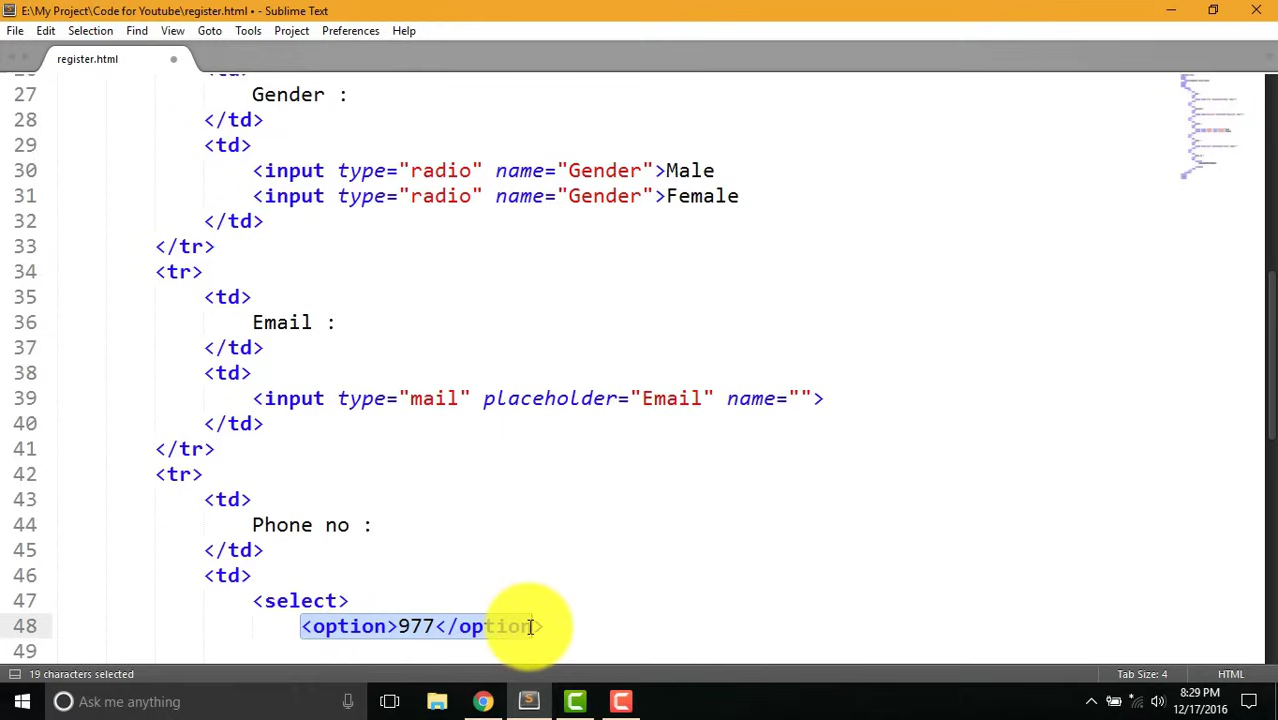 E:\My Project\Code for Youtube\register.html • - Sublime Text
File Edit Selection Find View Goto Tools Project Preferences Help
register.html
27 Gender :
28 </td>
29 <td>
30 <input type="radio" name="Gender">Male
31 <input type="radio" name="Gender">Female
32 </td>
33 </tr>
34 <tr>
35 <td>
36 Email :
37 </td>
38 <td>
39 <input type="mail" placeholder="Email" name="">
40 </td>
41 </tr>
42 <tr>
43 <td>
44 Phone no :
45 </td>
46 <td>
47 <select>
48 <option>977</option>
49
19 characters selected Tab Size: 4 HTML
Ask me anything 8:29 PM
12/17/2016